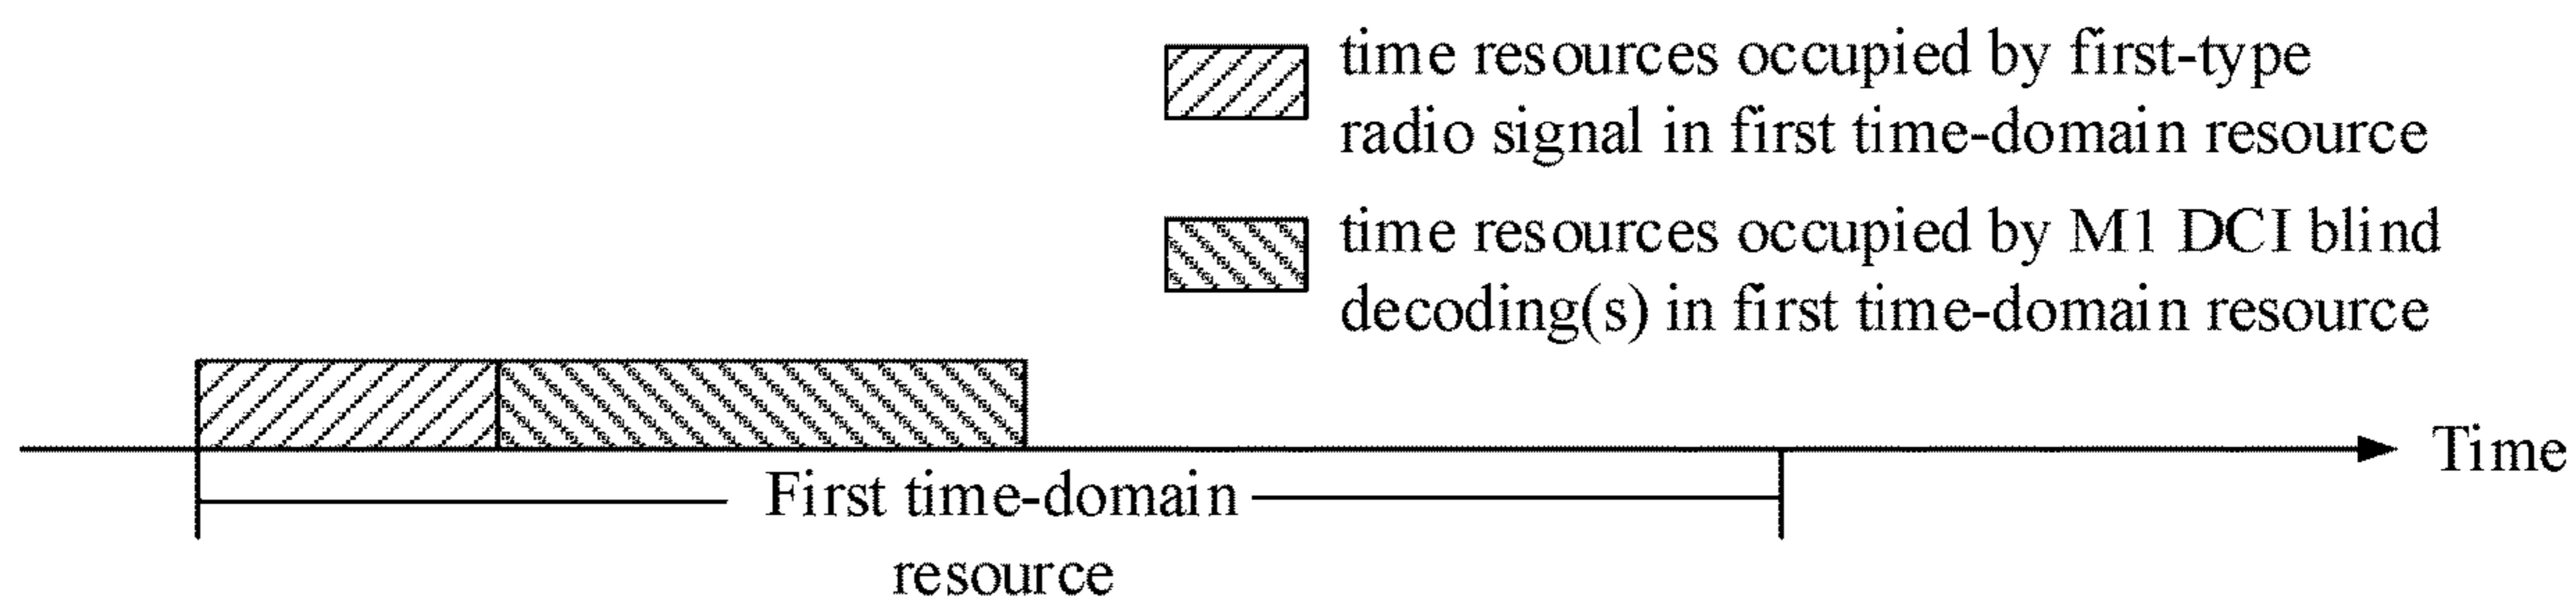 time resources occupied by first-type
radio signal in first time-domain resource
time resources occupied by M1 DCI blind
decoding(s) in first time-domain resource
Time
First time-domain
resource